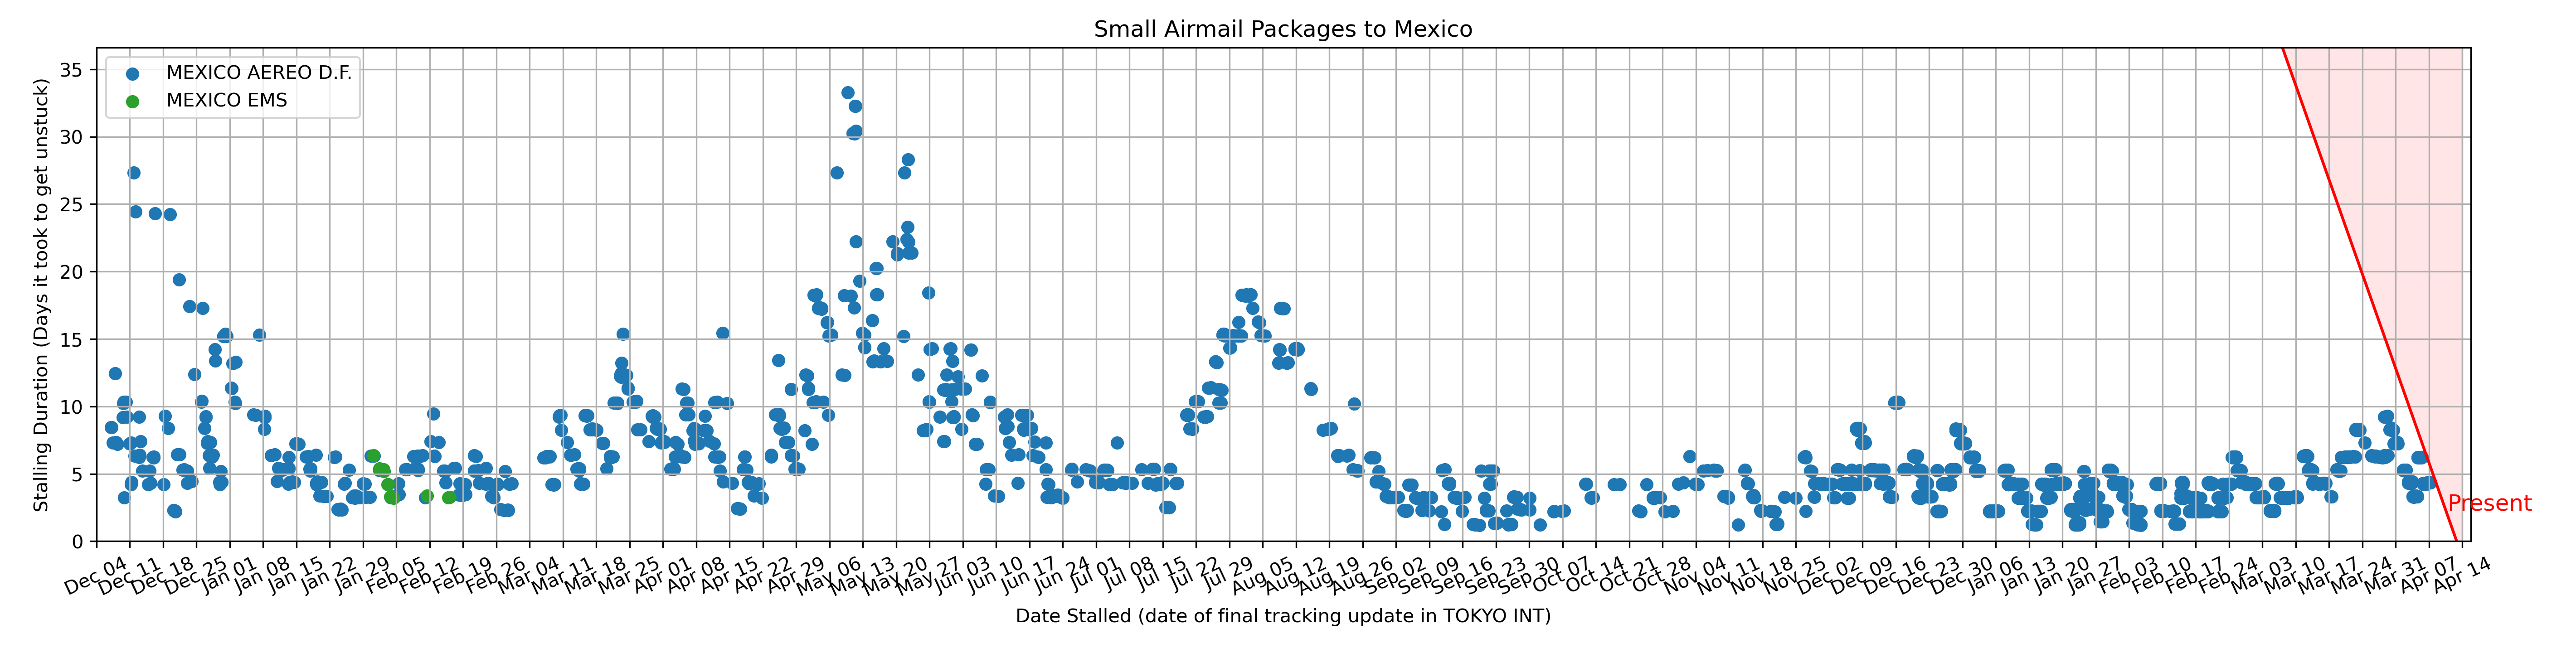 Small Airmail Packages to Mexico
MEXICO AEREO D.F.
MEXICO EMS
Stalling Duration (Days it took to get unstuck)
35
30
25
20
15
10
5
0
Present
Dec 04 Dec 11 Dec 18 Dec 25 Jan 01 Jan 08 Jan 15 Jan 22 Jan 29 Feb 05 Feb 12 Feb 19 Feb 26 Mar 04 Mar 11 Mar 18 Mar 25 Apr 01 Apr 08 Apr 15 Apr 22 Apr 29 May 06 May 13 May 20 May 27 Jun 03 Jun 10 Jun 17 Jun 24 Jul 01 Jul 08 Jul 15 Jul 22 Jul 29 Aug 05 Aug 12 Aug 19 Aug 26 Sep 02 Sep 09 Sep 16 Sep 23 Sep 30 Oct 07 Oct 14 Oct 21 Oct 28 Nov 04 Nov 11 Nov 18 Nov 25 Dec 02 Dec 09 Dec 16 Dec 23 Dec 30 Jan 06 Jan 13 Jan 20 Jan 27 Feb 03 Feb 10 Feb 17 Feb 24 Mar 03 Mar 10 Mar 17 Mar 24 Mar 31 Apr 07 Apr 14
Date Stalled (date of final tracking update in TOKYO INT)